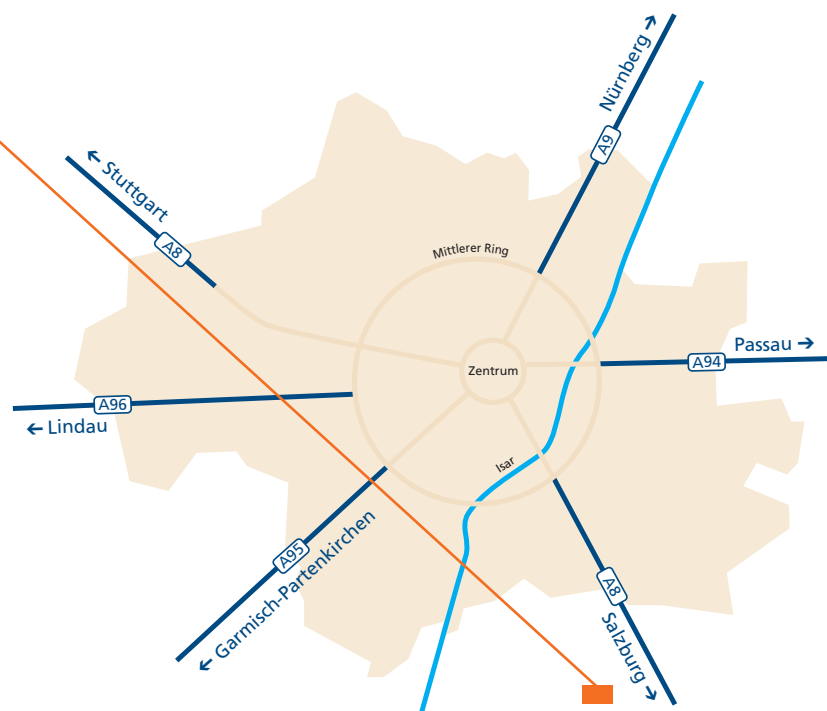 Nürnberg →
A9
← Stuttgart
A8
Mittlerer Ring
Passau →
A94
Zentrum
A96
← Lindau
Isar
A95
← Garmisch-Partenkirchen
A8
Salzburg →